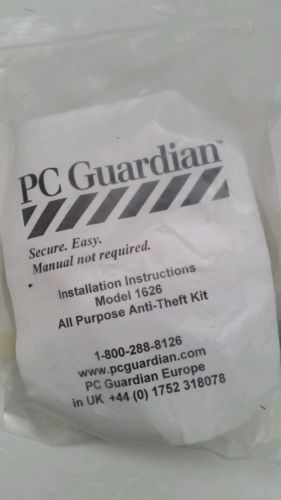 PC Guardian™
Secure. Easy.
Manual not required.
Installation Instructions
Model 1626
All Purpose Anti-Theft Kit
1-800-288-8126
www.pcguardian.com
PC Guardian Europe
in UK +44 (0) 1752 318078